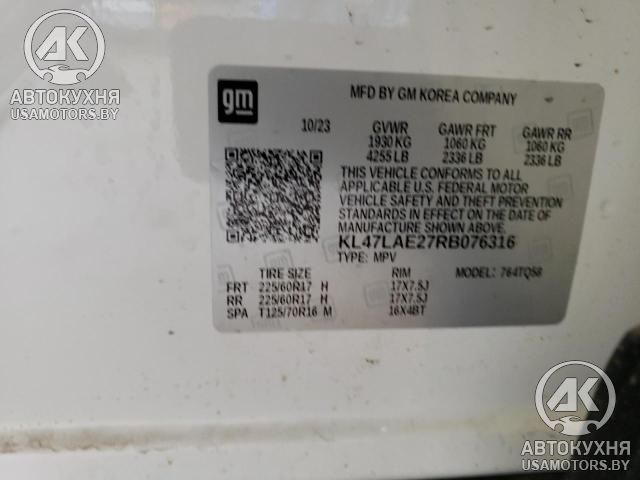 АВТОКУХНЯ
USAMOTORS.BY
gm
MFD BY GM KOREA COMPANY
10/23 GVWR GAWR FRT GAWR RR
1930 KG 1060 KG 1060 KG
4255 LB 2336 LB 2336 LB
THIS VEHICLE CONFORMS TO ALL
APPLICABLE U.S. FEDERAL MOTOR
VEHICLE SAFETY AND THEFT PREVENTION
STANDARDS IN EFFECT ON THE DATE OF
MANUFACTURE SHOWN ABOVE.
KL47LAE27RB076316
TYPE: MPV
MODEL: 764TQ58
TIRE SIZE RIM
FRT 225/60R17 H 17X7.5J
RR 225/60R17 H 17X7.5J
SPA T125/70R16 M 16X4BT
AK
АВТОКУХНЯ
USAMOTORS.BY